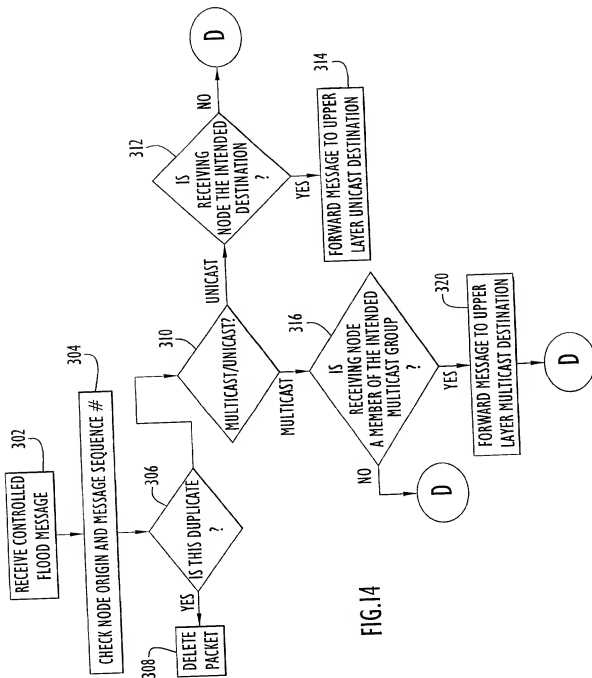 302
RECEIVE CONTROLLED
FLOOD MESSAGE
304
CHECK NODE ORIGIN AND MESSAGE SEQUENCE #
306
IS THIS DUPLICATE
?
YES
308
DELETE
PACKET
310
MULTICAST/UNICAST?
UNICAST
MULTICAST
312
IS
RECEIVING
NODE THE INTENDED
DESTINATION
?
NO
D
YES
314
FORWARD MESSAGE TO UPPER
LAYER UNICAST DESTINATION
316
IS
RECEIVING NODE
A MEMBER OF THE INTENDED
MULTICAST GROUP
?
NO
D
YES
320
FORWARD MESSAGE TO UPPER
LAYER MULTICAST DESTINATION
D
FIG.14